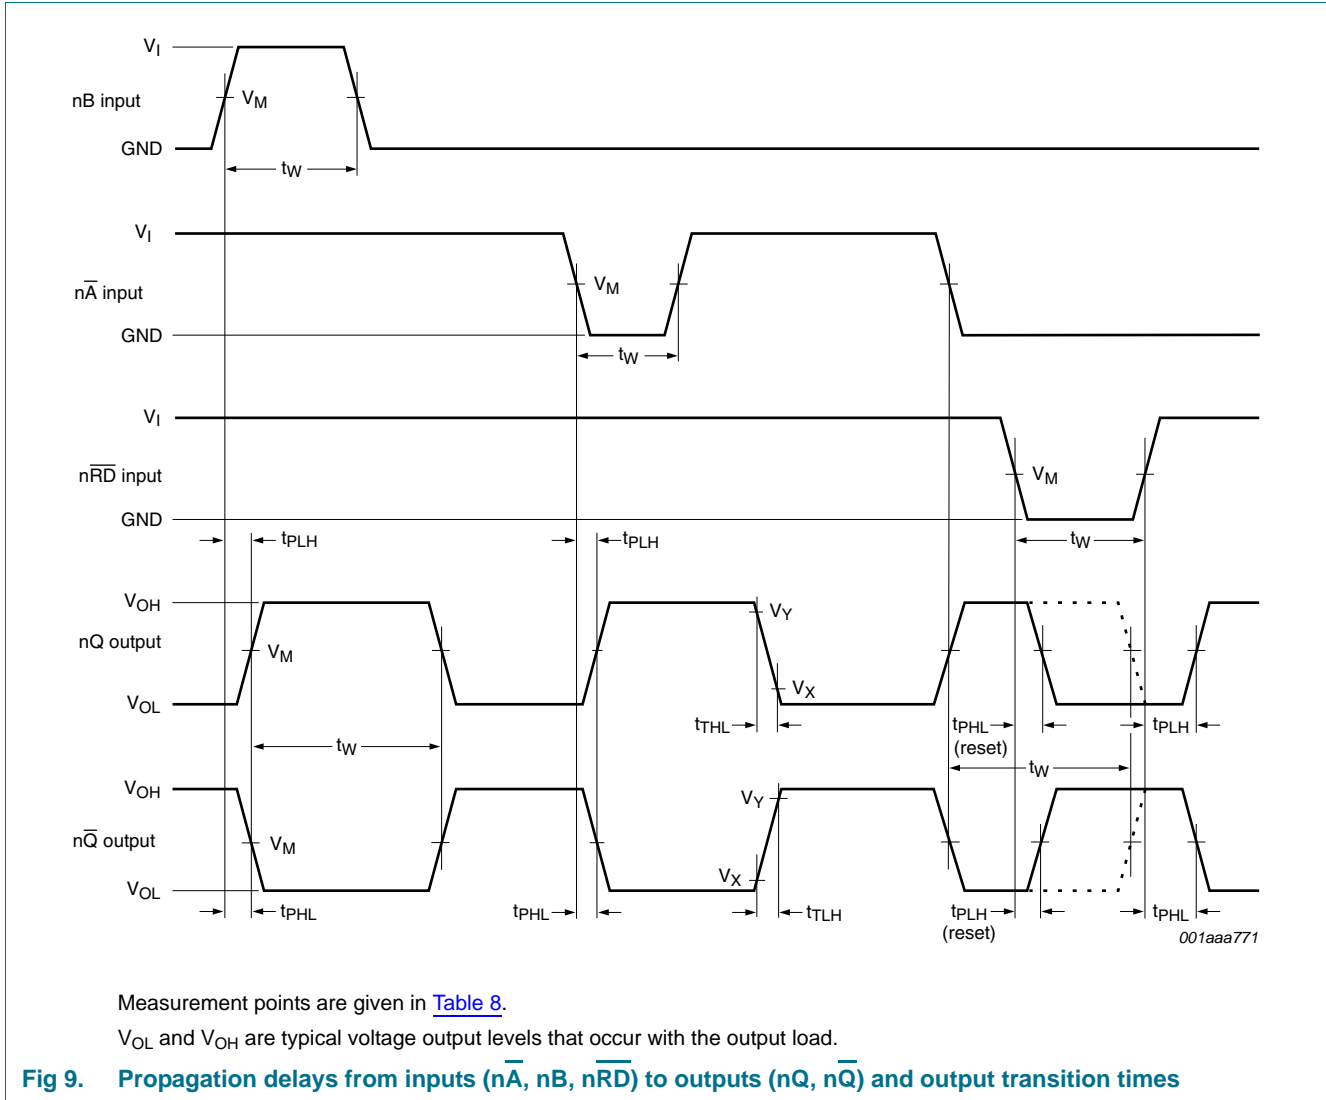 VI
nB input
VM
GND
tW
VI
nA̅ input
VM
GND
tW
VI
nR̅D̅ input
VM
GND
tPLH
tPLH
tW
VOH
nQ output
VM
VY
VX
VOL
tTHL
tPHL
(reset)
tPLH
tW
tW
VOH
nQ̅ output
VM
VY
VX
VOL
tPHL
tPHL
tTLH
tPLH
(reset)
tPHL
001aaa771
Measurement points are given in Table 8.
VOL and VOH are typical voltage output levels that occur with the output load.
Fig 9. Propagation delays from inputs (nA̅, nB, nR̅D̅) to outputs (nQ, nQ̅) and output transition times